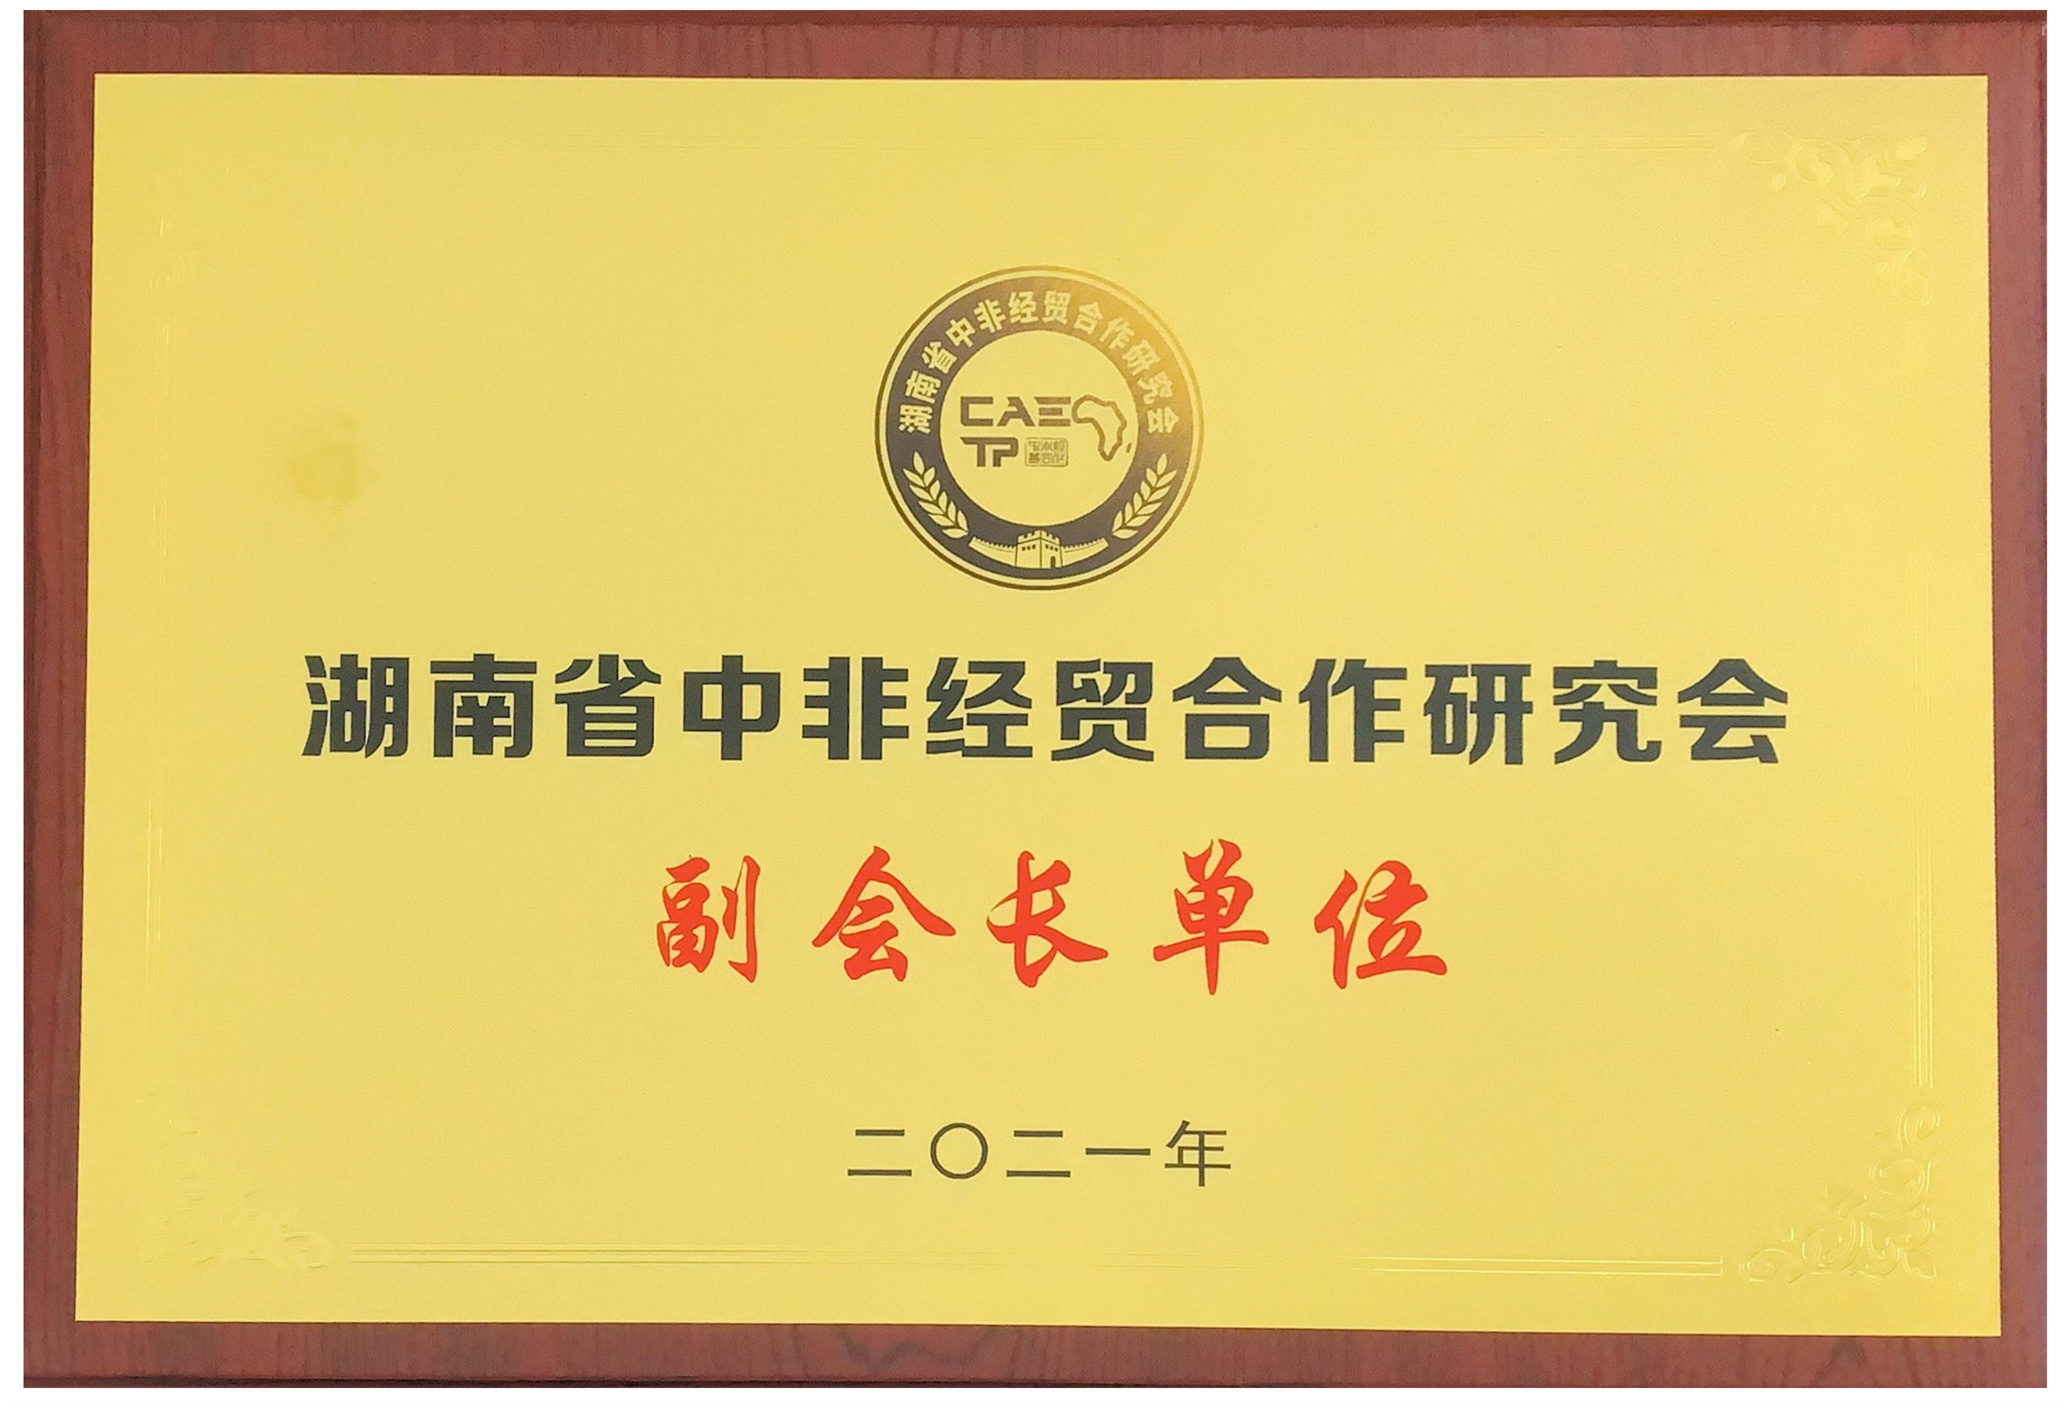 湖南省中非经贸合作研究会
CAE
TP
湖南省中非经贸合作研究会
副会长单位
二〇二一年